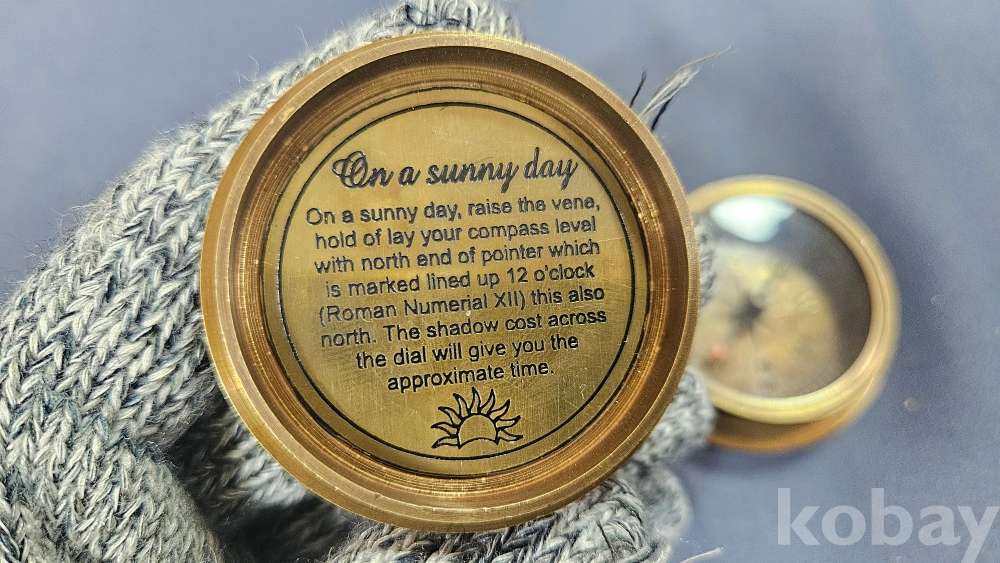 On a sunny day
On a sunny day, raise the vene,
hold of lay your compass level
with north end of pointer which
is marked lined up 12 o'clock
(Roman Numerial XII) this also
north. The shadow cost across
the dial will give you the
approximate time.
kobay